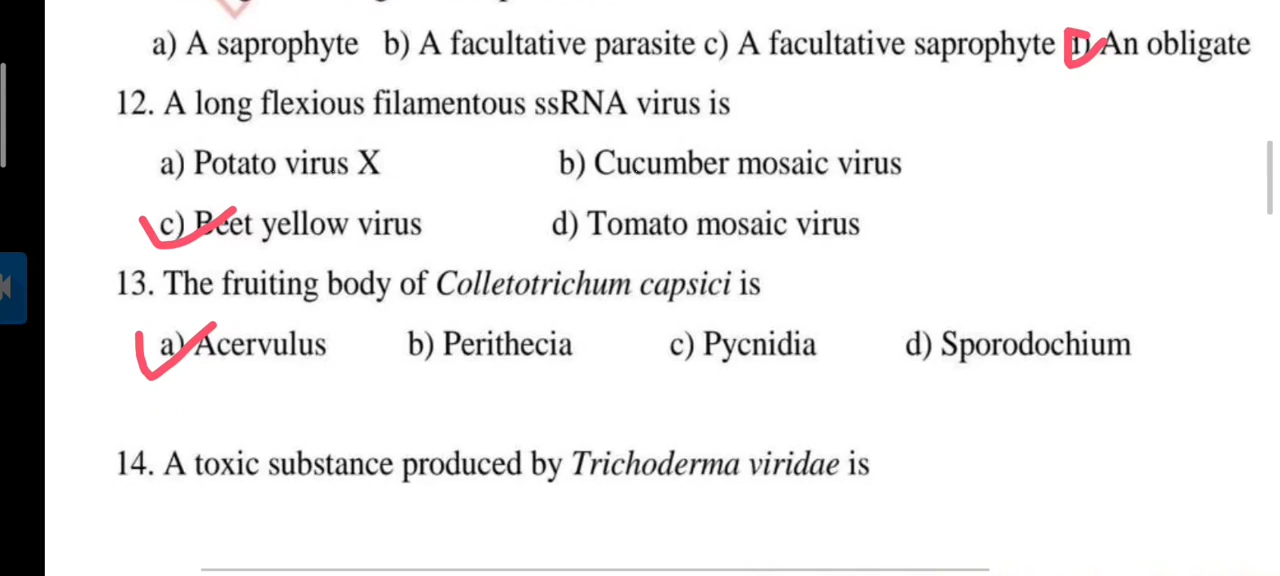 a) A saprophyte b) A facultative parasite c) A facultative saprophyte D) An obligate
12. A long flexious filamentous ssRNA virus is
a) Potato virus X b) Cucumber mosaic virus
c) Beet yellow virus d) Tomato mosaic virus
13. The fruiting body of Colletotrichum capsici is
a) Acervulus b) Perithecia c) Pycnidia d) Sporodochium
14. A toxic substance produced by Trichoderma viridae is